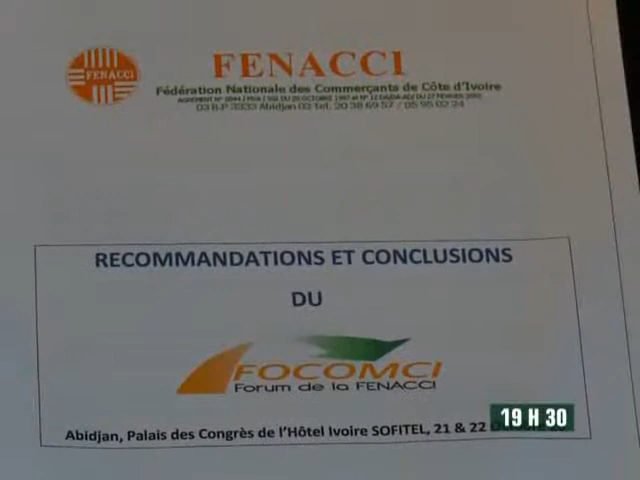 FENACCI
FENACCI
Fédération Nationale des Commerçants de Côte d'Ivoire
03 B.P 3333 Abidjan 03 Tel. 20 38 69 57 / 05 95 02 24
RECOMMANDATIONS ET CONCLUSIONS
DU
FOCOMCI
Forum de la FENACCI
Abidjan, Palais des Congrès de l'Hôtel Ivoire SOFITEL, 21 & 22
19 H 30